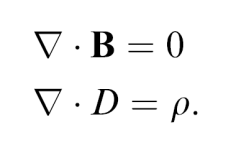 ∇ · 𝐁 = 0
∇ · D = ρ.